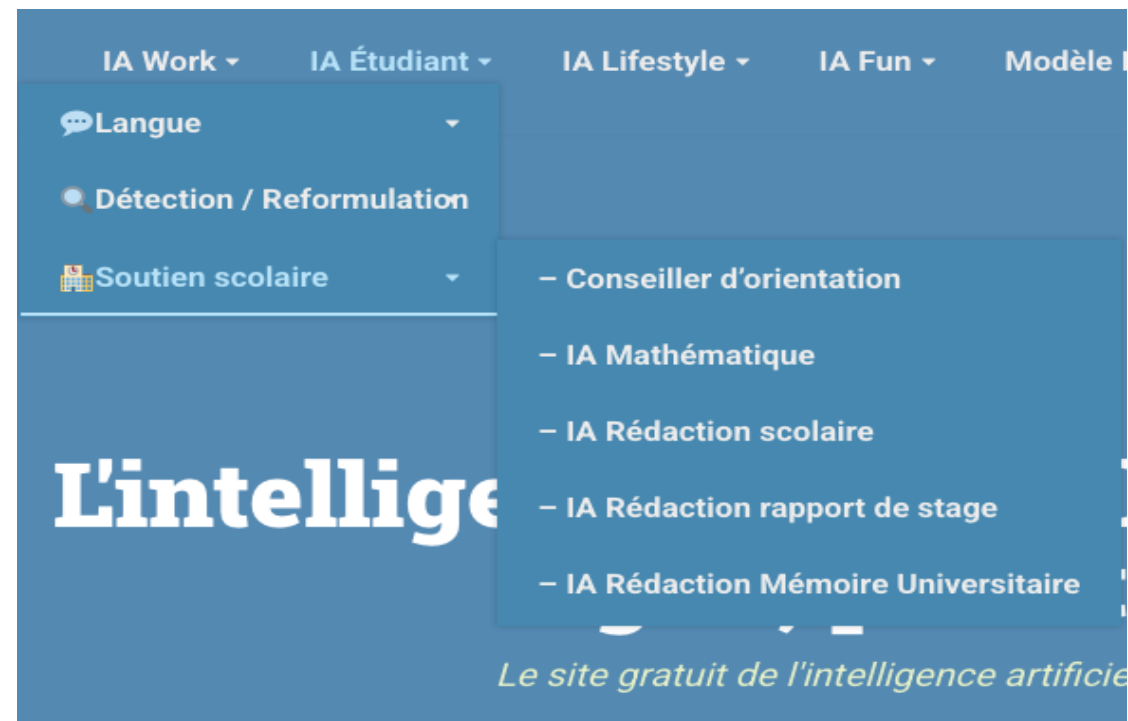 IA Work IA Étudiant IA Lifestyle IA Fun Modèle
Langue
Détection / Reformulation
Soutien scolaire
– Conseiller d’orientation
– IA Mathématique
– IA Rédaction scolaire
– IA Rédaction rapport de stage
– IA Rédaction Mémoire Universitaire
L'intellige
Le site gratuit de l'intelligence artificie